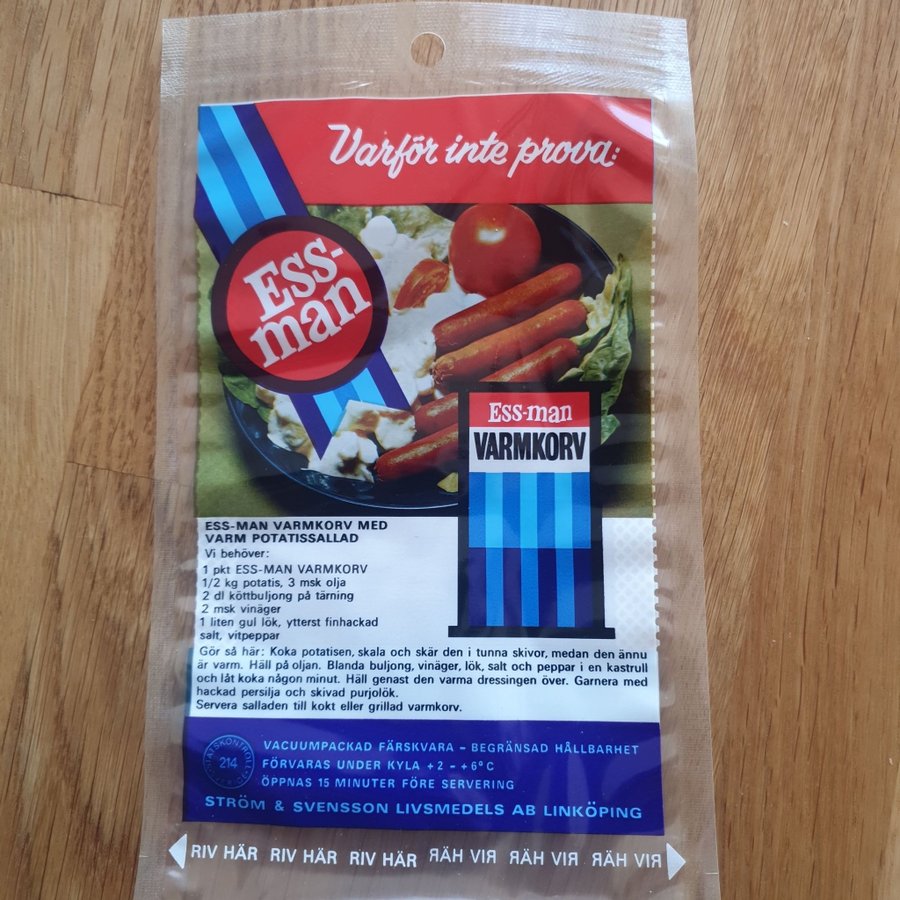 Varför inte prova:
Ess-
man
Ess-man
VARMKORV
ESS-MAN VARMKORV MED
VARM POTATISSALLAD
Vi behöver:
1 pkt ESS-MAN VARMKORV
1/2 kg potatis, 3 msk olja
2 dl köttbuljong på tärning
2 msk vinäger
1 liten gul lök, ytterst finhackad
salt, vitpeppar
Gör så här: Koka potatisen, skala och skär den i tunna skivor, medan den ännu
är varm. Häll på oljan. Blanda buljong, vinäger, lök, salt och peppar i en kastrull
och låt koka någon minut. Häll genast den varma dressingen över. Garnera med
hackad persilja och skivad purjolök.
Servera salladen till kokt eller grillad varmkorv.
214
VACUUMPACKAD FÄRSKVARA – BEGRÄNSAD HÅLLBARHET
FÖRVARAS UNDER KYLA +2 – +6°C
ÖPPNAS 15 MINUTER FÖRE SERVERING
STRÖM & SVENSSON LIVSMEDELS AB LINKÖPING
RIV HÄR RIV HÄR RIV HÄR RIV HÄR RIV HÄR RIV HÄR